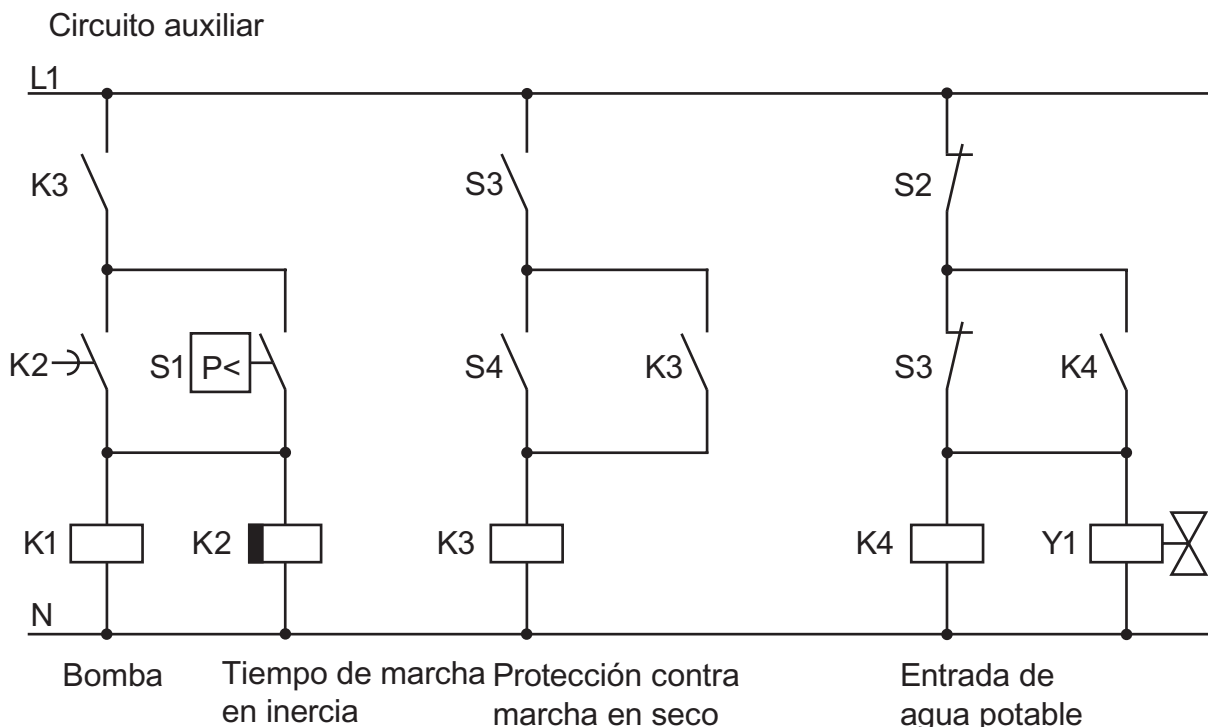 Circuito auxiliar
L1
K3
S3
S2
K2
S1
P<
S4
K3
S3
K4
K1
K2
K3
K4
Y1
N
Bomba
Tiempo de marcha
en inercia
Protección contra
marcha en seco
Entrada de
agua potable